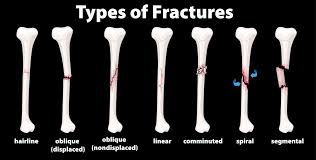 Types of Fractures
hairline
oblique
(displaced)
oblique
(nondisplaced)
linear
comminuted
spiral
segmental